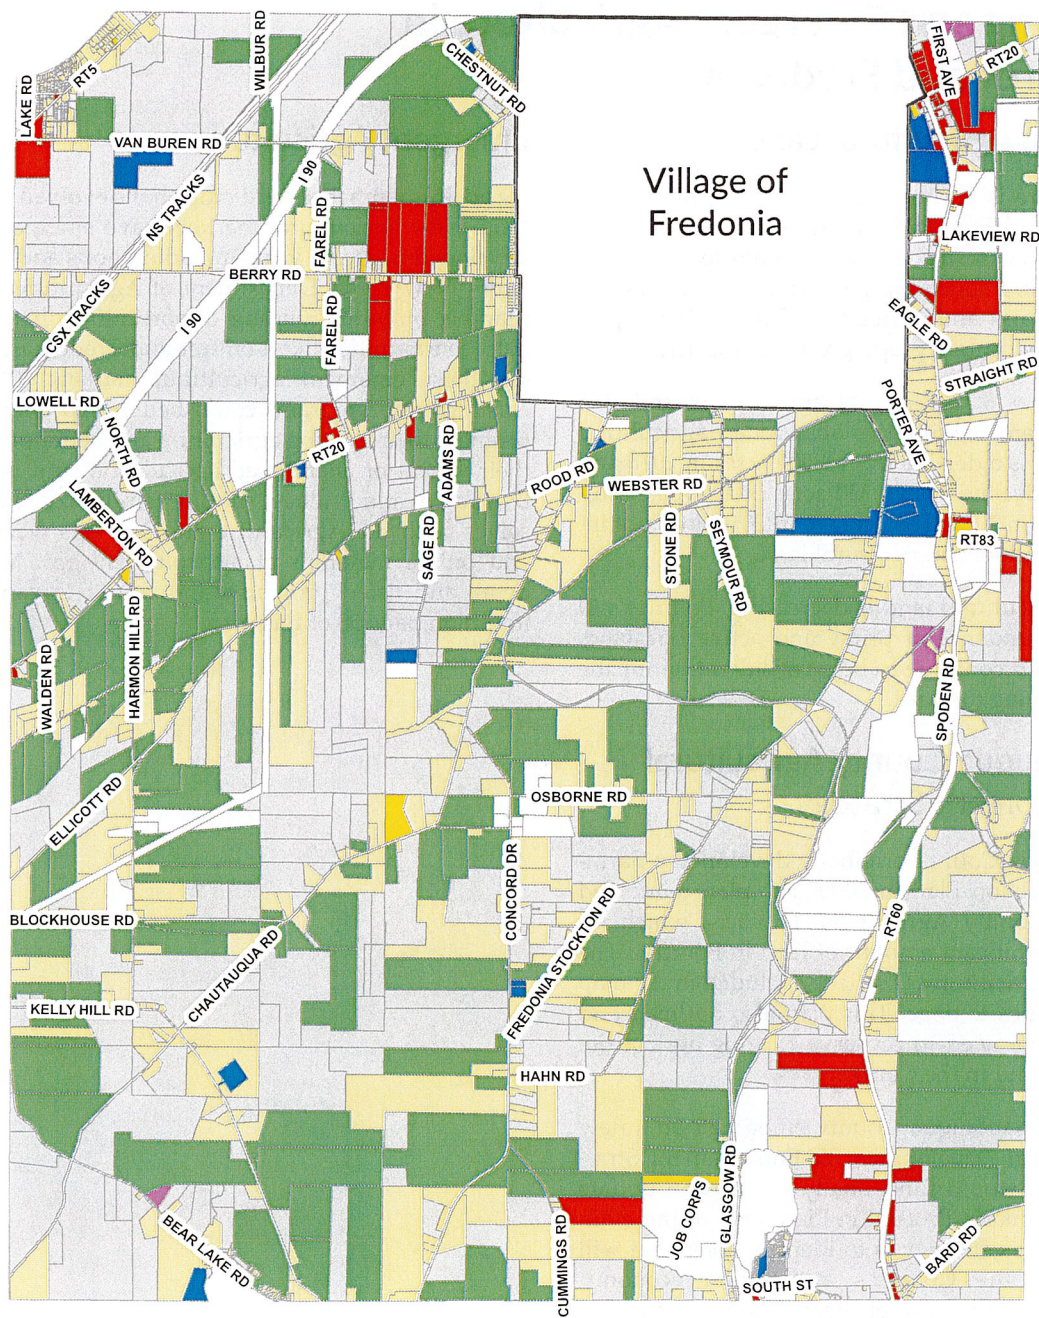 WILBUR RD
CHESTNUT RD
FIRST AVE
RT20
RT5
LAKE RD
VAN BUREN RD
I 90
NS TRACKS
Village of
Fredonia
FAREL RD
LAKEVIEW RD
BERRY RD
CSX TRACKS
I 90
FAREL RD
EAGLE RD
STRAIGHT RD
LOWELL RD
PORTER AVE
NORTH RD
RT20
ADAMS RD
ROOD RD
WEBSTER RD
LAMBERTON RD
SAGE RD
STONE RD
SEYMOUR RD
RT83
WALDEN RD
HARMON HILL RD
SPODEN RD
ELLICOTT RD
OSBORNE RD
CONCORD DR
BLOCKHOUSE RD
RT60
CHAUTAUQUA RD
FREDONIA STOCKTON RD
KELLY HILL RD
HAHN RD
JOB CORPS
GLASGOW RD
BEAR LAKE RD
CUMMINGS RD
BARD RD
SOUTH ST